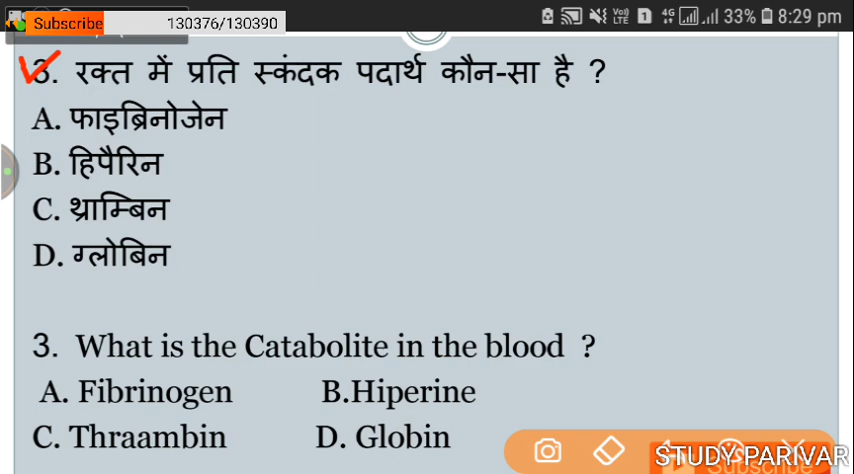 Subscribe 130376/130390 33% 8:29 pm
3. रक्त में प्रति स्कंदक पदार्थ कौन-सा है ?
A. फाइब्रिनोजेन
B. हिपैरिन
C. थ्राम्बिन
D. ग्लोबिन
3. What is the Catabolite in the blood ?
A. Fibrinogen B.Hiperine
C. Thraambin D. Globin
STUDY PARIVAR
Subscribe